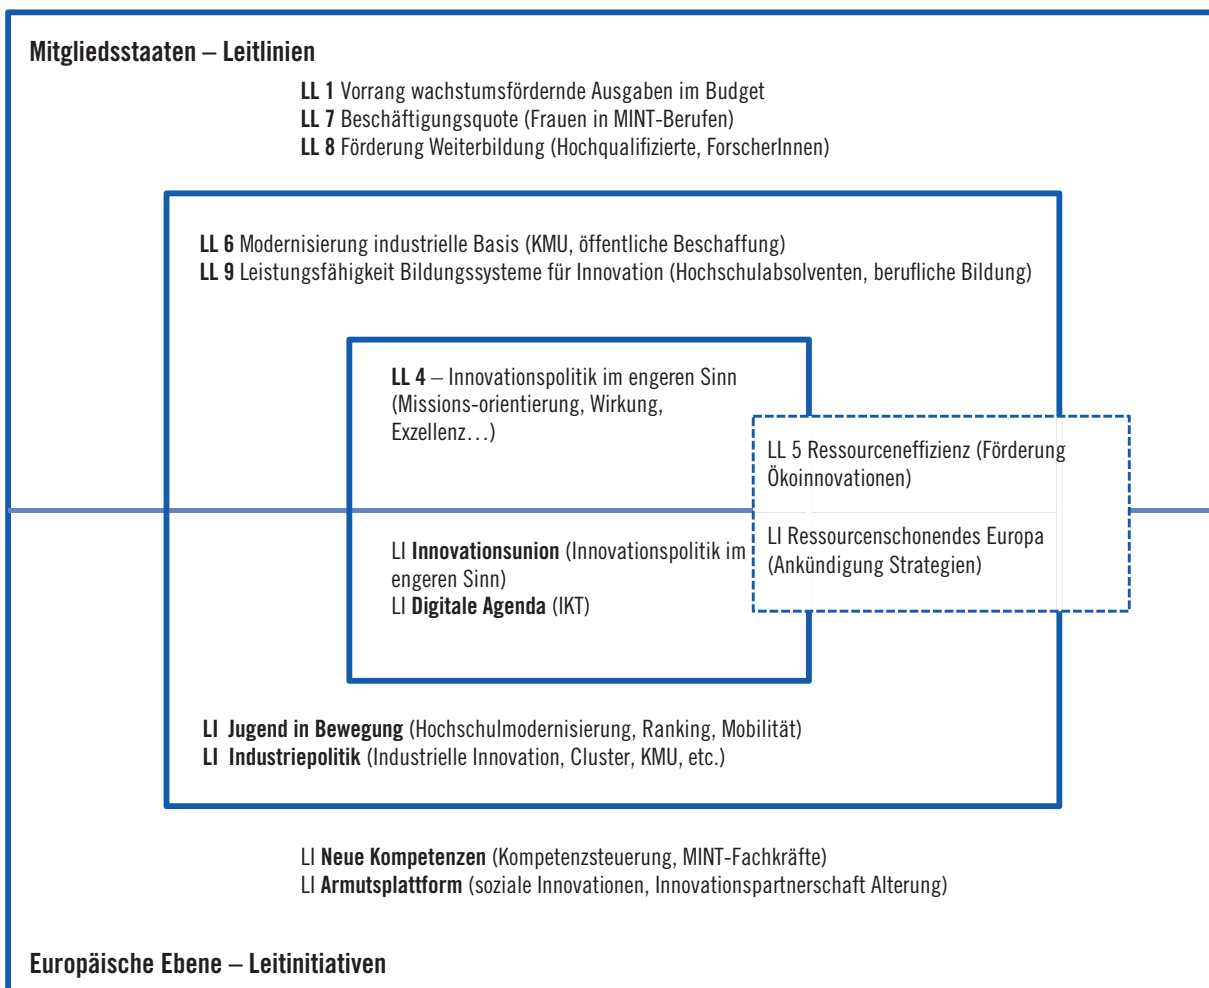 Mitgliedsstaaten – Leitlinien
LL 1 Vorrang wachstumsfördernde Ausgaben im Budget
LL 7 Beschäftigungsquote (Frauen in MINT-Berufen)
LL 8 Förderung Weiterbildung (Hochqualifizierte, ForscherInnen)
LL 6 Modernisierung industrielle Basis (KMU, öffentliche Beschaffung)
LL 9 Leistungsfähigkeit Bildungssysteme für Innovation (Hochschulabsolventen, berufliche Bildung)
LL 4 – Innovationspolitik im engeren Sinn
(Missions-orientierung, Wirkung,
Exzellenz…)
LL 5 Ressourceneffizienz (Förderung
Ökoinnovationen)
LI Ressourcenschonendes Europa
(Ankündigung Strategien)
LI Innovationsunion (Innovationspolitik im
engeren Sinn)
LI Digitale Agenda (IKT)
LI Jugend in Bewegung (Hochschulmodernisierung, Ranking, Mobilität)
LI Industriepolitik (Industrielle Innovation, Cluster, KMU, etc.)
LI Neue Kompetenzen (Kompetenzsteuerung, MINT-Fachkräfte)
LI Armutsplattform (soziale Innovationen, Innovationspartnerschaft Alterung)
Europäische Ebene – Leitinitiativen